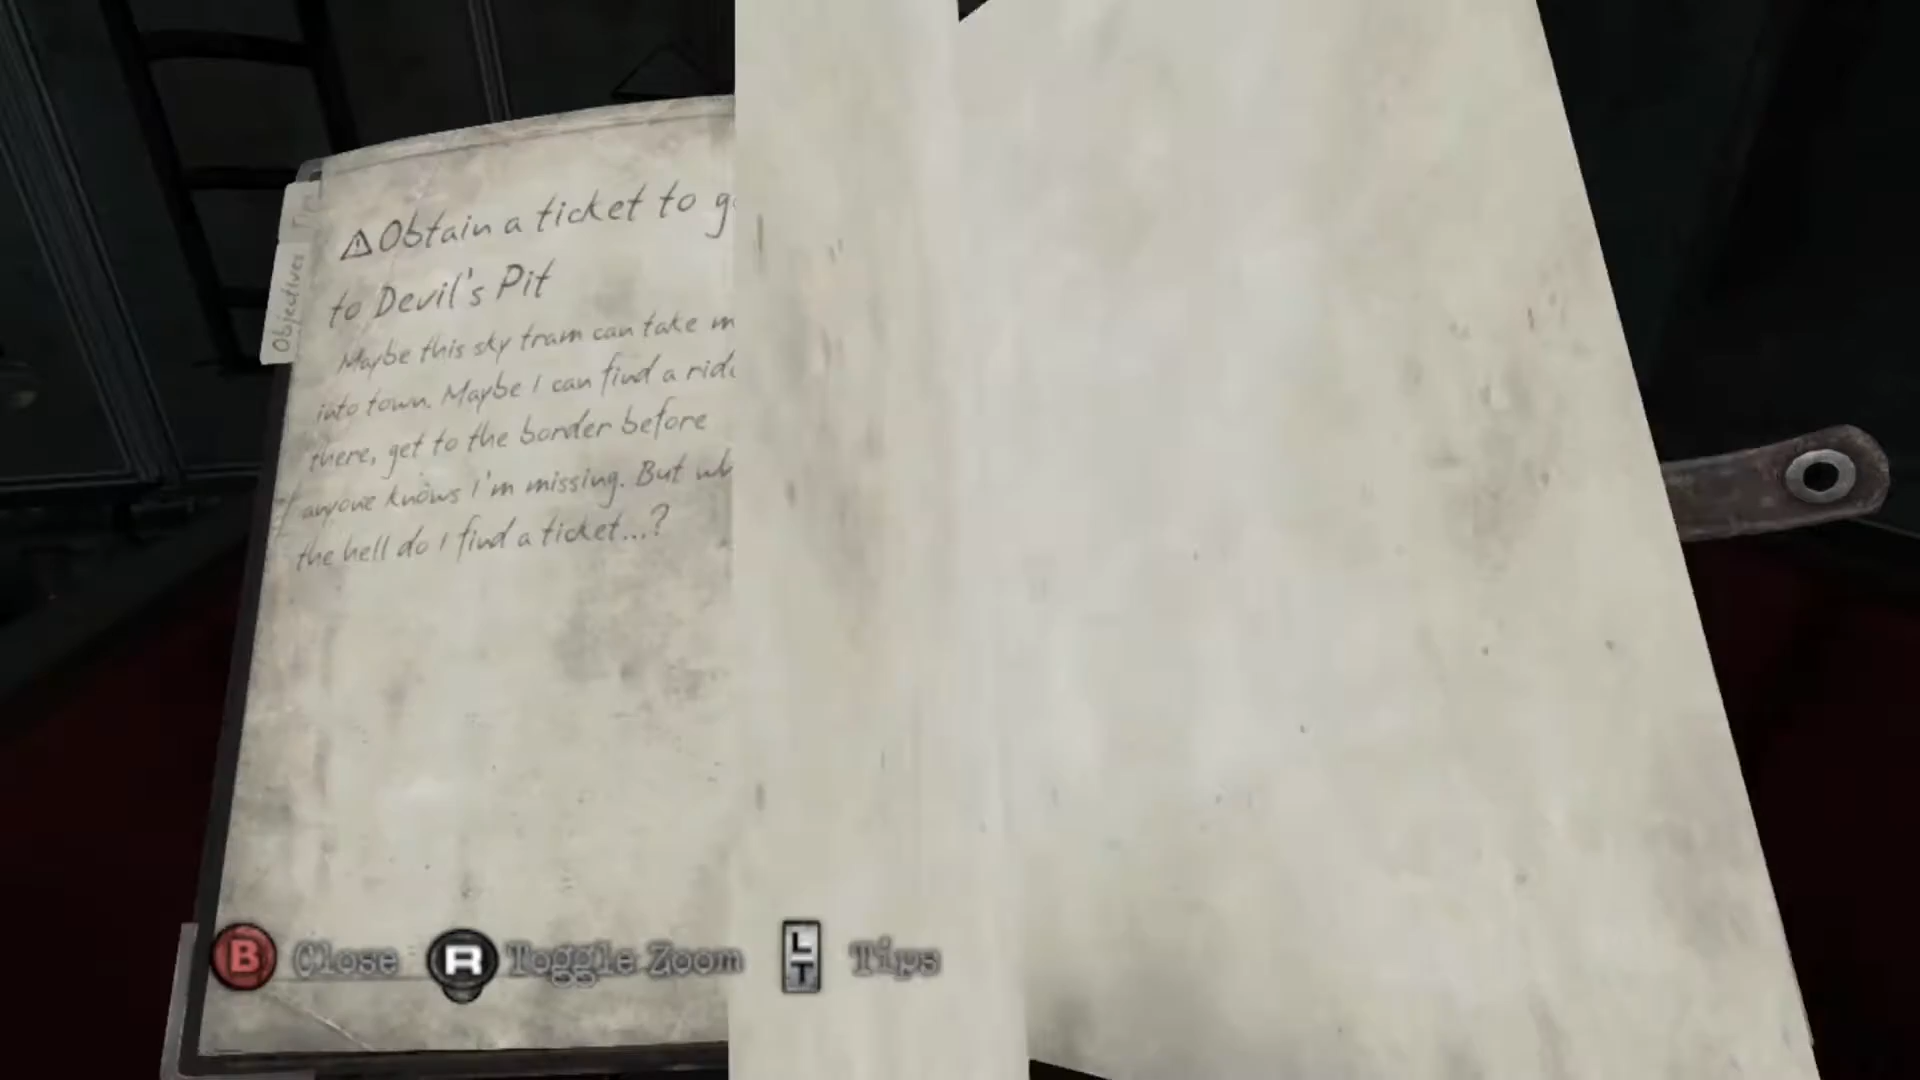 ⚠Obtain a ticket to g
to Devil's Pit
Maybe this sky tram can take m
into town. Maybe I can find a rid
there, get to the border before
anyone knows I'm missing. But wh
the hell do I find a ticket...?
Tips
Objectives
B Close R Toggle Zoom LT Tips